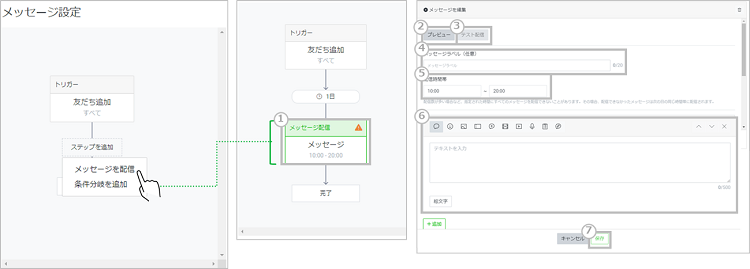 メッセージ設定
トリガー
友だち追加
すべて
ステップを追加
メッセージを配信
条件分岐を追加
トリガー
友だち追加
すべて
1日
1
メッセージ配信
メッセージ
10:00 - 20:00
完了
メッセージを編集
2
3
プレビュー
テスト配信
4
メッセージラベル（任意）
メッセージラベル
0/20
5
配信時間帯
10:00
~
20:00
6
テキストを入力
0/500
絵文字
+ 追加
7
キャンセル
保存